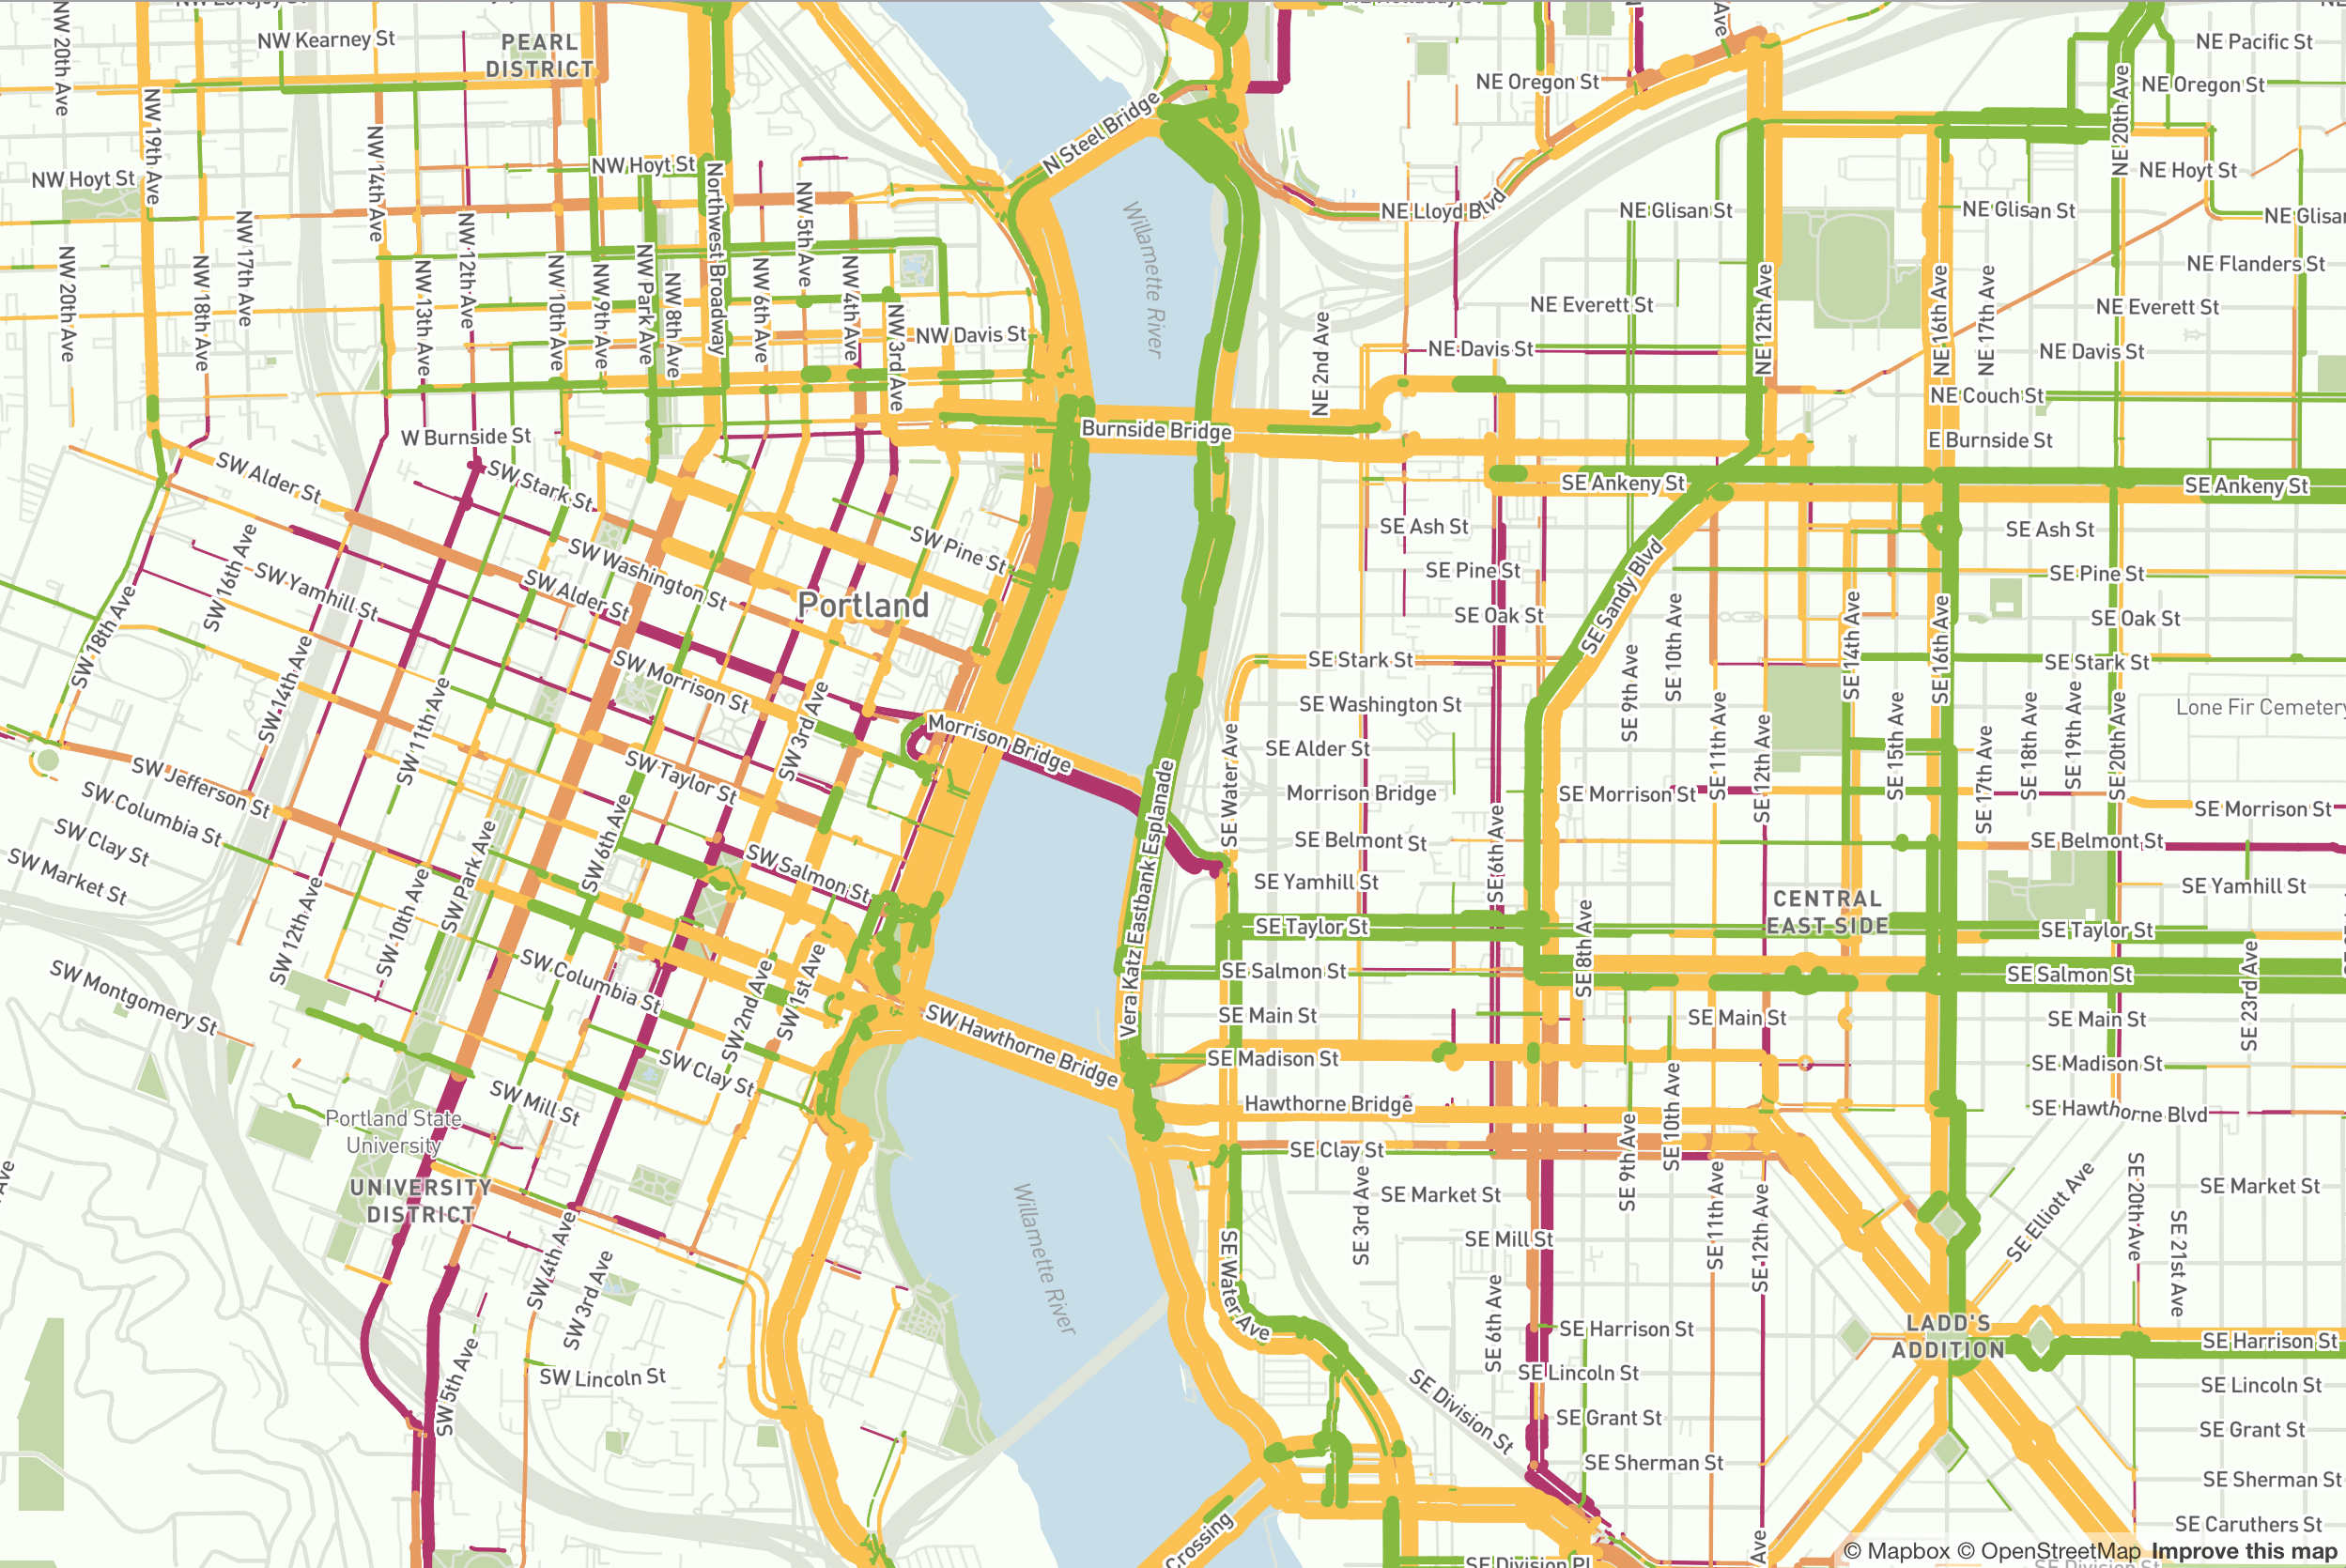 NW Kearney St
PEARL
DISTRICT
NW 20th Ave
NW 19th Ave
NW 14th Ave
NW Hoyt St
NW Hoyt St
NW 17th Ave
NW 18th Ave
NW 20th Ave
NW 12th Ave
NW 13th Ave
NW 10th Ave
NW 9th Ave
NW Park Ave
NW 8th Ave
Northwest Broadway
NW 6th Ave
NW 5th Ave
NW 4th Ave
NW 3rd Ave
NW Davis St
W Burnside St
N Steel Bridge
Willamette River
Burnside Bridge
NE Oregon St
NE Lloyd Blvd
NE Glisan St
NE Everett St
NE Davis St
NE 2nd Ave
NE 12th Ave
NE 16th Ave
NE 17th Ave
NE 20th Ave
NE Pacific St
NE Oregon St
NE Hoyt St
NE Glisan St
NE Glisa
NE Flanders St
NE Everett St
NE Davis St
NE Couch St
E Burnside St
SE Ankeny St
SE Ankeny St
SE Ash St
SE Ash St
SE Pine St
SE Pine St
SE Oak St
SE Oak St
SE Stark St
SE Stark St
SE Sandy Blvd
SE 9th Ave
SE 10th Ave
SE 11th Ave
SE 12th Ave
SE 14th Ave
SE 15th Ave
SE 16th Ave
SE 17th Ave
SE 18th Ave
SE 19th Ave
SE 20th Ave
Lone Fir Cemetery
SW Alder St
SW Stark St
SW Washington St
SW Alder St
SW Pine St
Portland
SW 16th Ave
SW Yamhill St
SW 18th Ave
SW 14th Ave
SW Morrison St
SW 11th Ave
SW 3rd Ave
SW Taylor St
Morrison Bridge
SW Jefferson St
SW Columbia St
SW Clay St
SW Market St
SW 6th Ave
SW Park Ave
SW Salmon St
SW 10th Ave
SW 12th Ave
SW Montgomery St
SW Columbia St
SW 2nd Ave
SW 1st Ave
SW Clay St
SW Mill St
Portland State
University
UNIVERSITY
DISTRICT
SW 4th Ave
SW 3rd Ave
SW 5th Ave
SW Lincoln St
SW Hawthorne Bridge
Willamette River
Vera Katz Eastbank Esplanade
SE Water Ave
SE Washington St
SE Alder St
Morrison Bridge
SE Belmont St
SE Yamhill St
SE Taylor St
SE Salmon St
SE Main St
SE Madison St
Hawthorne Bridge
SE Clay St
SE Market St
SE Mill St
SE 6th Ave
SE 8th Ave
SE Morrison St
SE Morrison St
SE Belmont St
SE Yamhill St
CENTRAL
EAST SIDE
SE Taylor St
SE Salmon St
SE 23rd Ave
SE Main St
SE Main St
SE Madison St
SE Hawthorne Blvd
SE 3rd Ave
SE 9th Ave
SE 10th Ave
SE 11th Ave
SE 12th Ave
SE Elliott Ave
SE 20th Ave
SE 21st Ave
SE Market St
SE Water Ave
SE 6th Ave
SE Harrison St
SE Lincoln St
SE Grant St
SE Sherman St
SE Division St
SE Division Pl
LADD'S
ADDITION
SE Harrison St
SE Lincoln St
SE Grant St
SE Sherman St
SE Caruthers St
Crossing
Ave
© Mapbox © OpenStreetMap Improve this map